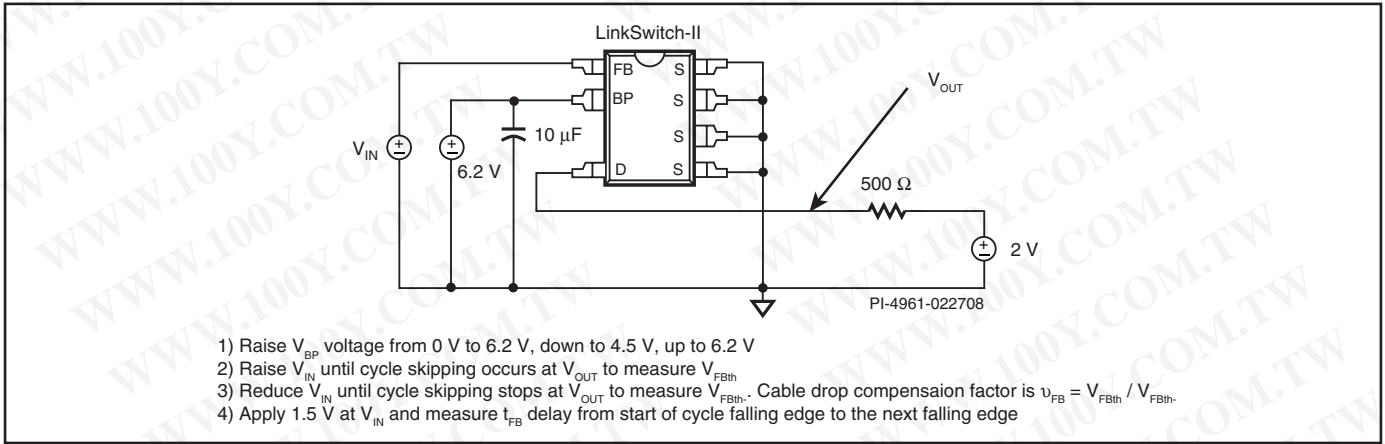 LinkSwitch-II
FB S
BP S
S
D S
V_OUT
10 µF
V_IN
6.2 V
500 Ω
2 V
PI-4961-022708
1) Raise V_BP voltage from 0 V to 6.2 V, down to 4.5 V, up to 6.2 V
2) Raise V_IN until cycle skipping occurs at V_OUT to measure V_FBth
3) Reduce V_IN until cycle skipping stops at V_OUT to measure V_FBth-. Cable drop compensaion factor is υ_FB = V_FBth / V_FBth-
4) Apply 1.5 V at V_IN and measure t_FB delay from start of cycle falling edge to the next falling edge
WWW.100Y.COM.TW